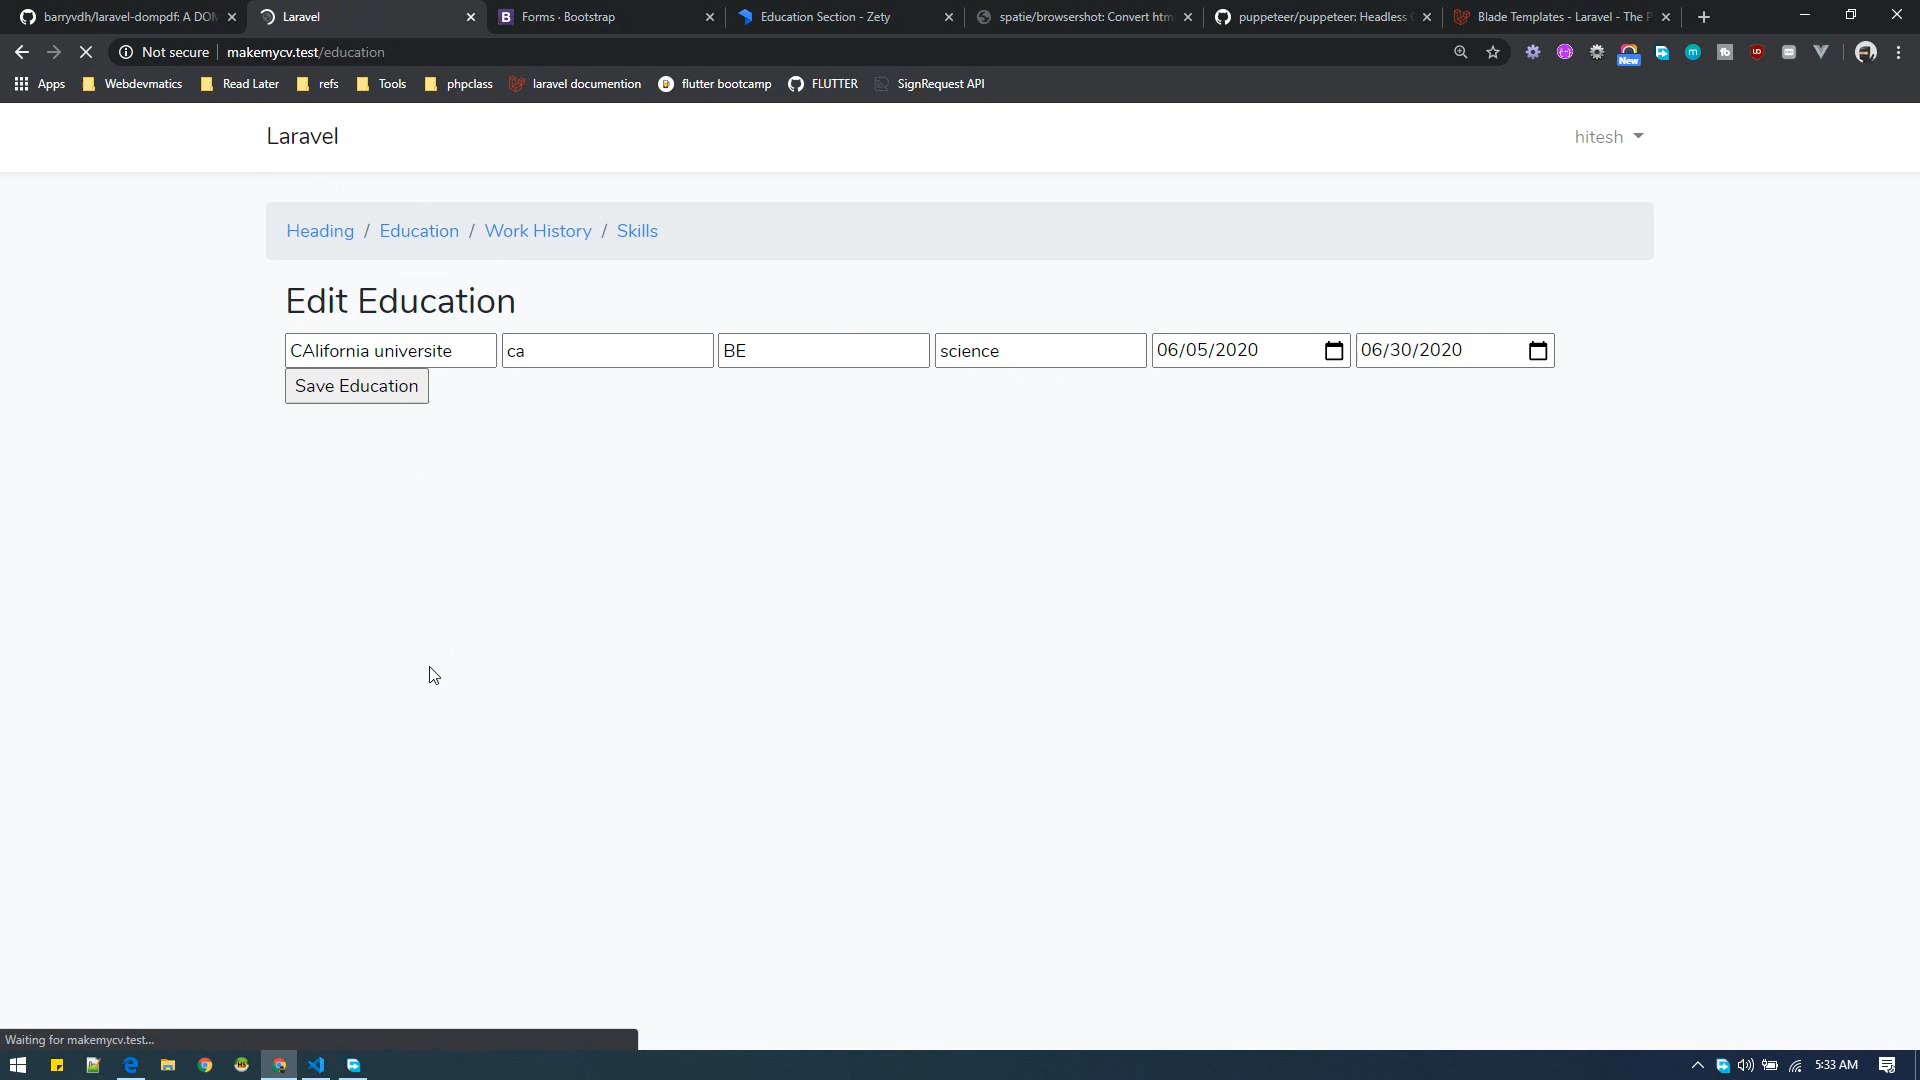 barryvdh/laravel-dompdf: A DOM
Laravel
Forms · Bootstrap
Education Section - Zety
spatie/browsershot: Convert htm
puppeteer/puppeteer: Headless C
Blade Templates - Laravel - The P
Not secure
makemycv.test/education
New
Apps
Webdevmatics
Read Later
refs
Tools
phpclass
laravel documention
flutter bootcamp
FLUTTER
SignRequest API
Laravel
hitesh
Heading / Education / Work History / Skills
Edit Education
CAlifornia universite
ca
BE
science
06/05/2020
06/30/2020
Save Education
Waiting for makemycv.test...
5:33 AM